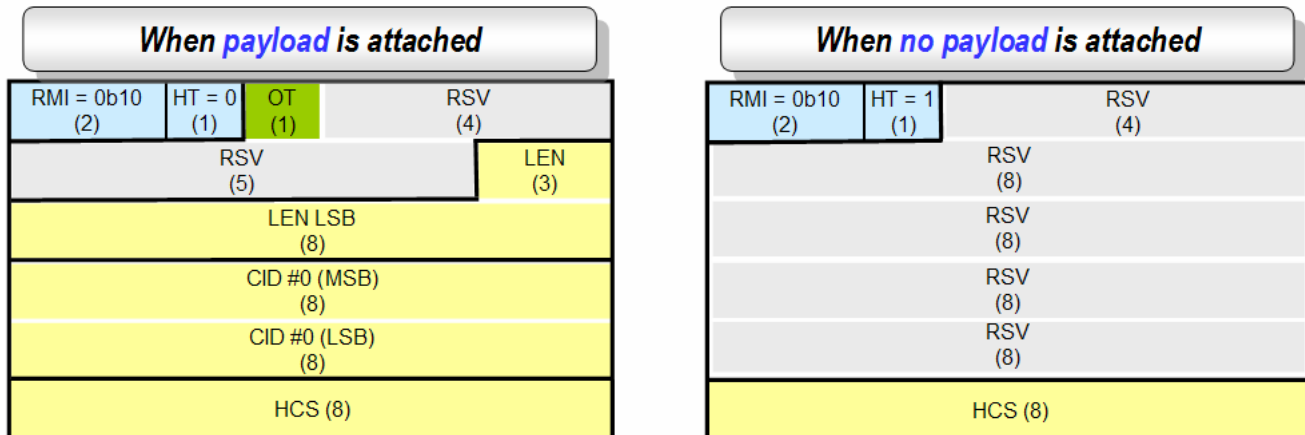 When payload is attached
RMI = 0b10 HT = 0 OT RSV
(2) (1) (1) (4)
RSV LEN
(5) (3)
LEN LSB
(8)
CID #0 (MSB)
(8)
CID #0 (LSB)
(8)
HCS (8)
When no payload is attached
RMI = 0b10 HT = 1 RSV
(2) (1) (4)
RSV
(8)
RSV
(8)
RSV
(8)
RSV
(8)
HCS (8)